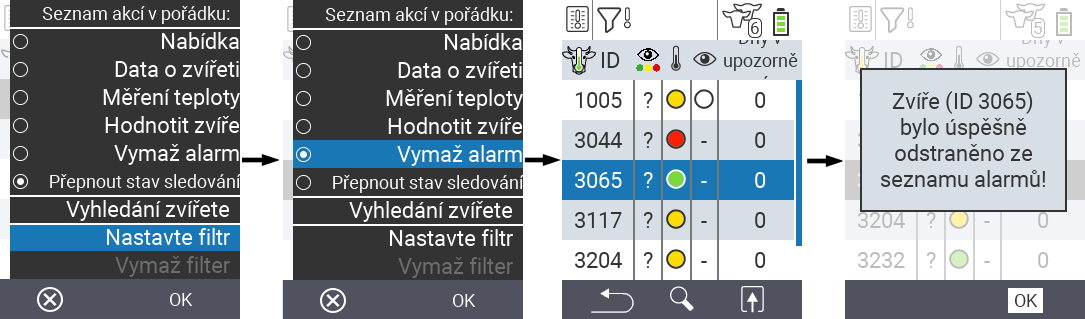 Seznam akcí v pořádku:
Nabídka
Data o zvířeti
Měření teploty
Hodnotit zvíře
Vymaž alarm
Přepnout stav sledování
Vyhledání zvířete
Nastavte filtr
Vymaž filter
OK
Seznam akcí v pořádku:
Nabídka
Data o zvířeti
Měření teploty
Hodnotit zvíře
Vymaž alarm
Přepnout stav sledování
Vyhledání zvířete
Nastavte filtr
Vymaž filter
OK
6
ID upozorně
1005 ? 0
3044 ? - 0
3065 ? - 0
3117 ? - 0
3204 ? - 0
5
ID upozorně
Zvíře (ID 3065)
bylo úspěšně
odstraněno ze
seznamu alarmů!
3204 ? - 0
3232 ? - 0
OK